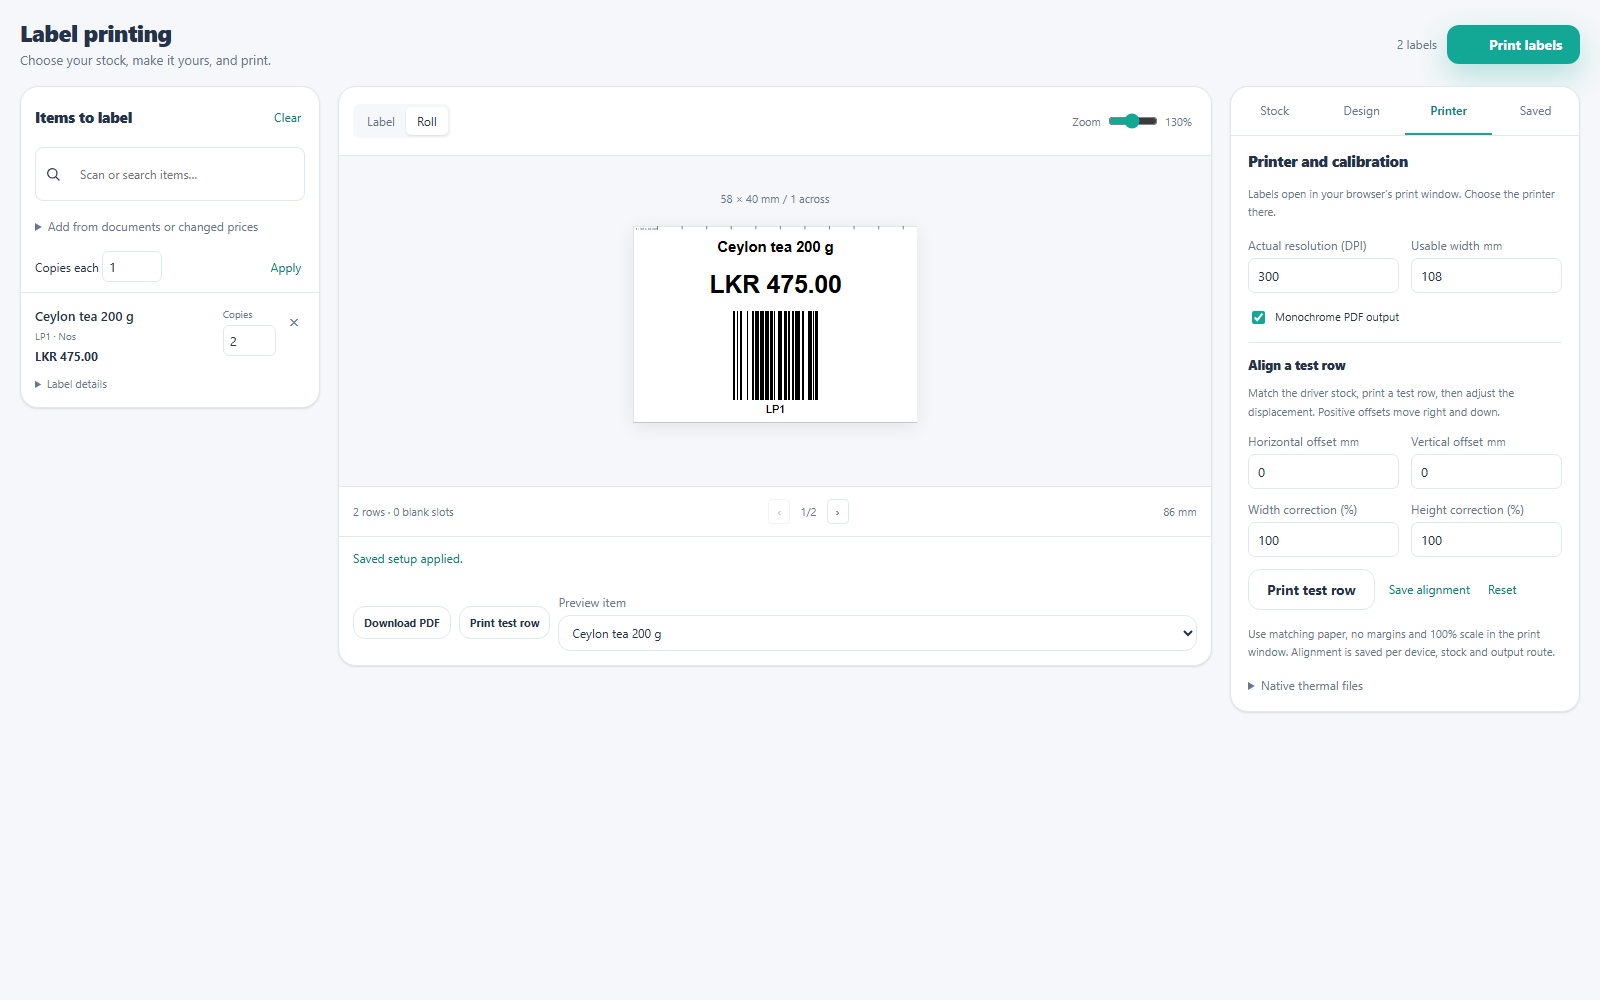 Label printing
Choose your stock, make it yours, and print.
2 labels
Print labels
Items to label
Clear
Scan or search items...
Add from documents or changed prices
Copies each 1
Apply
Ceylon tea 200 g
Copies
LP1 · Nos
2
×
LKR 475.00
Label details
Label
Roll
Zoom
130%
58 × 40 mm / 1 across
Ceylon tea 200 g
LKR 475.00
LP1
2 rows · 0 blank slots
‹
1/2
›
86 mm
Saved setup applied.
Download PDF
Print test row
Preview item
Ceylon tea 200 g
Stock
Design
Printer
Saved
Printer and calibration
Labels open in your browser's print window. Choose the printer
there.
Actual resolution (DPI)
Usable width mm
300
108
Monochrome PDF output
Align a test row
Match the driver stock, print a test row, then adjust the
displacement. Positive offsets move right and down.
Horizontal offset mm
Vertical offset mm
0
0
Width correction (%)
Height correction (%)
100
100
Print test row
Save alignment
Reset
Use matching paper, no margins and 100% scale in the print
window. Alignment is saved per device, stock and output route.
Native thermal files